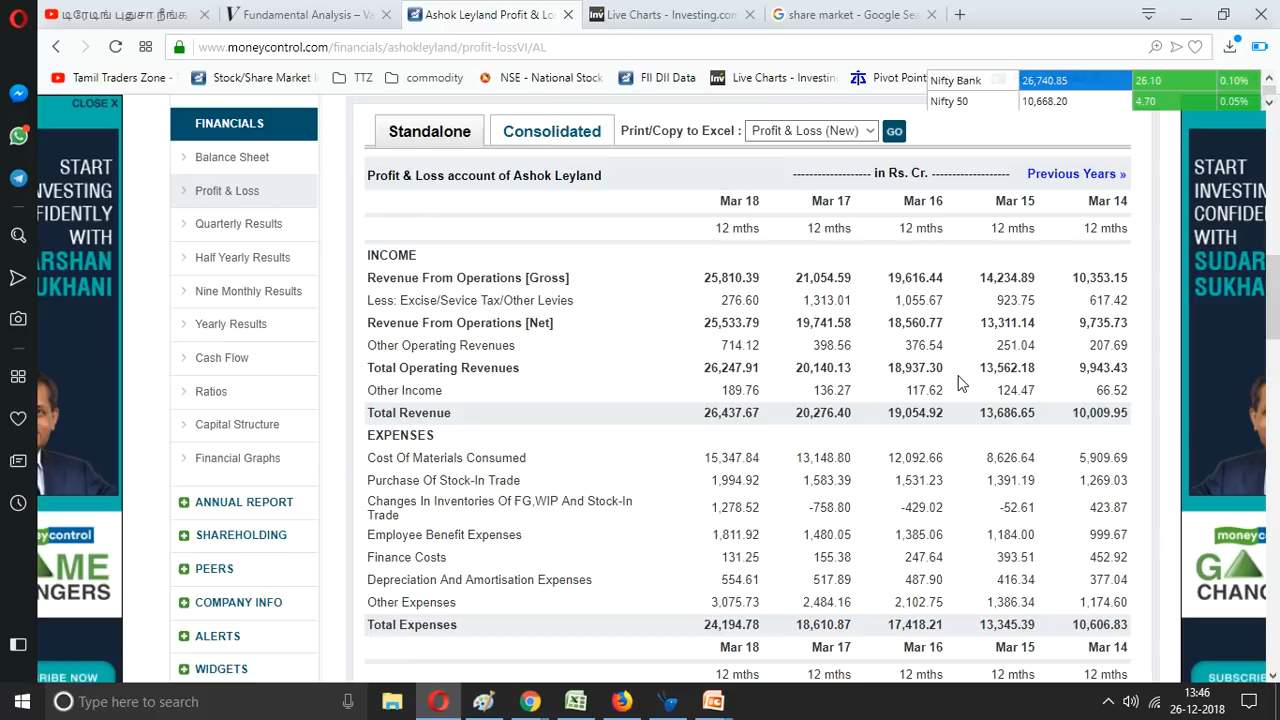 டிரேடிங் புதுசா நீங்க
Fundamental Analysis – Va
Ashok Leyland Profit & Lo
Live Charts - Investing.com
share market - Google Sea
www.moneycontrol.com/financials/ashokleyland/profit-lossVI/AL
Tamil Traders Zone -
Stock/Share Market
TTZ
commodity
NSE - National Stock
FII DII Data
Live Charts - Investing
Pivot Point
Nifty Bank 26,740.85 26.10 0.10%
Nifty 50 10,668.20 4.70 0.05%
CLOSE X
START
INVESTING
CONFIDENTLY
WITH
DARSHAN
SUKHANI
moneycontrol
GAME
CHANGERS
SUBSCRIBE NOW
FINANCIALS
Balance Sheet
Profit & Loss
Quarterly Results
Half Yearly Results
Nine Monthly Results
Yearly Results
Cash Flow
Ratios
Capital Structure
Financial Graphs
ANNUAL REPORT
SHAREHOLDING
PEERS
COMPANY INFO
ALERTS
WIDGETS
Standalone Consolidated Print/Copy to Excel : Profit & Loss (New) GO
Profit & Loss account of Ashok Leyland ------------------- in Rs. Cr. ------------------- Previous Years »
Mar 18 Mar 17 Mar 16 Mar 15 Mar 14
12 mths 12 mths 12 mths 12 mths 12 mths
INCOME
Revenue From Operations [Gross] 25,810.39 21,054.59 19,616.44 14,234.89 10,353.15
Less: Excise/Sevice Tax/Other Levies 276.60 1,313.01 1,055.67 923.75 617.42
Revenue From Operations [Net] 25,533.79 19,741.58 18,560.77 13,311.14 9,735.73
Other Operating Revenues 714.12 398.56 376.54 251.04 207.69
Total Operating Revenues 26,247.91 20,140.13 18,937.30 13,562.18 9,943.43
Other Income 189.76 136.27 117.62 124.47 66.52
Total Revenue 26,437.67 20,276.40 19,054.92 13,686.65 10,009.95
EXPENSES
Cost Of Materials Consumed 15,347.84 13,148.80 12,092.66 8,626.64 5,909.69
Purchase Of Stock-In Trade 1,994.92 1,583.39 1,531.23 1,391.19 1,269.03
Changes In Inventories Of FG,WIP And Stock-In
Trade 1,278.52 -758.80 -429.02 -52.61 423.87
Employee Benefit Expenses 1,811.92 1,480.05 1,385.06 1,184.00 999.67
Finance Costs 131.25 155.38 247.64 393.51 452.92
Depreciation And Amortisation Expenses 554.61 517.89 487.90 416.34 377.04
Other Expenses 3,075.73 2,484.16 2,102.75 1,386.34 1,174.60
Total Expenses 24,194.78 18,610.87 17,418.21 13,345.39 10,606.83
Mar 18 Mar 17 Mar 16 Mar 15 Mar 14
12 mths 12 mths 12 mths 12 mths 12 mths
START
INVESTING
CONFIDENTLY
WITH
SUDAR
SUKHA
moneyc
GA
CHANG
SUBSCRIB
Type here to search
13:46
26-12-2018